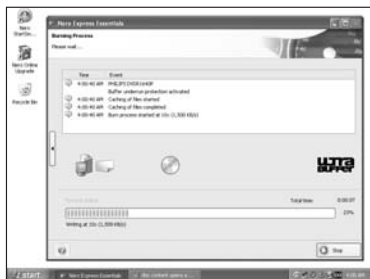 Nero Express Essentials
Burning Process
Please wait...
Nero
StartSm...
Nero Online
Upgrade
Recycle Bin
Time Event
4:00:40 AM PHILIPS DVDR1640P
Buffer underrun protection activated
4:00:40 AM Caching of files started
4:00:40 AM Caching of files completed
4:00:40 AM Burn process started at 10x (1,500 KB/s)
ULTRA
BUFFER
Total time: 0:00:07
23%
Writing at 10x (1,500 KB/s)
Stop
start
Nero Express Essentials
4:00 AM